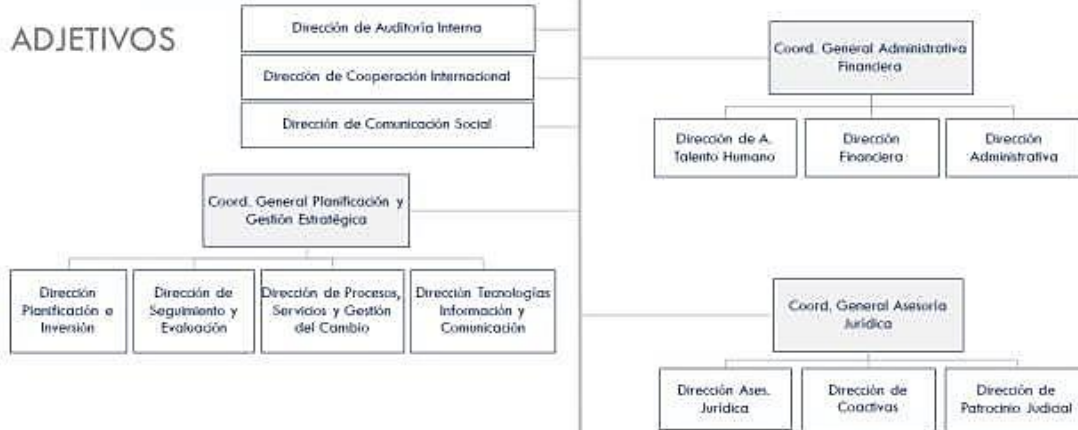 ADJETIVOS
Dirección de Auditoría Interna
Dirección de Cooperación Internacional
Dirección de Comunicación Social
Coord. General Planificación y
Gestión Estratégica
Dirección
Planificación e
Inversión
Dirección de
Seguimiento y
Evaluación
Dirección de Procesos,
Servicios y Gestión
del Cambio
Dirección Tecnologías
Información y
Comunicación
Coord. General Administrativa
Financiera
Dirección de A.
Talento Humano
Dirección
Financiera
Dirección
Administrativa
Coord. General Asesoría
Jurídica
Dirección Ases.
Jurídica
Dirección de
Coactivas
Dirección de
Patrocinio Judicial